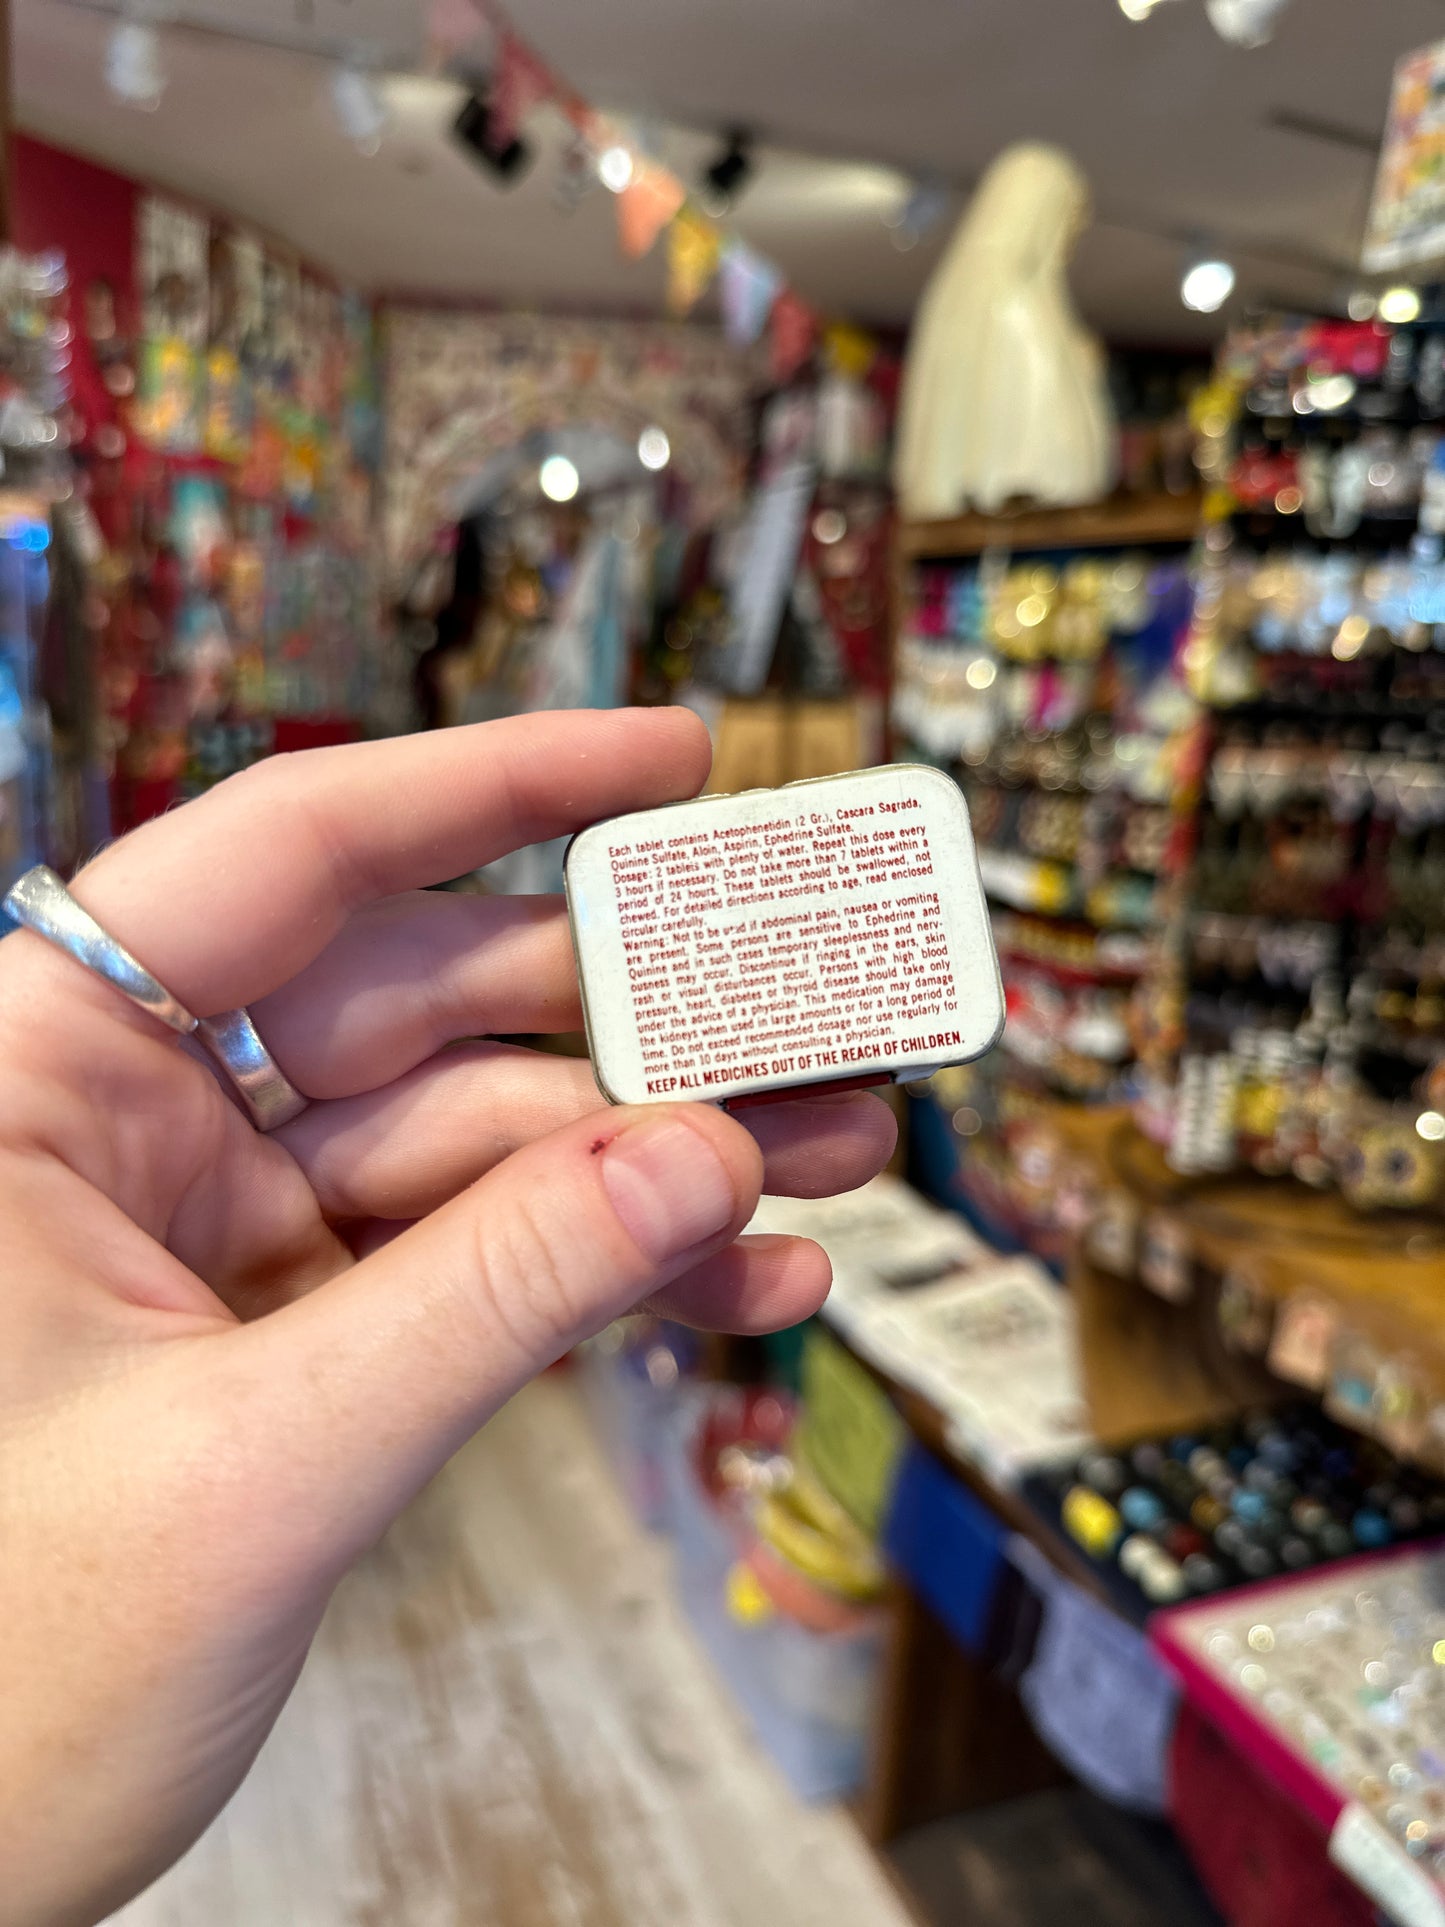 Each tablet contains Acetophenetidin (2 Gr.), Cascara Sagrada,
Quinine Sulfate, Aloin, Aspirin, Ephedrine Sulfate.
Dosage: 2 tablets with plenty of water. Repeat this dose every
3 hours if necessary. Do not take more than 7 tablets within a
period of 24 hours. These tablets should be swallowed, not
chewed. For detailed directions according to age, read enclosed
circular carefully.
Warning: Not to be used if abdominal pain, nausea or vomiting
are present. Some persons are sensitive to Ephedrine and
Quinine and in such cases temporary sleeplessness and nerv-
ousness may occur. Discontinue if ringing in the ears, skin
rash or visual disturbances occur. Persons with high blood
pressure, heart, diabetes or thyroid disease should take only
under the advice of a physician. This medication may damage
the kidneys when used in large amounts or for a long period of
time. Do not exceed recommended dosage nor use regularly for
more than 10 days without consulting a physician.
KEEP ALL MEDICINES OUT OF THE REACH OF CHILDREN.